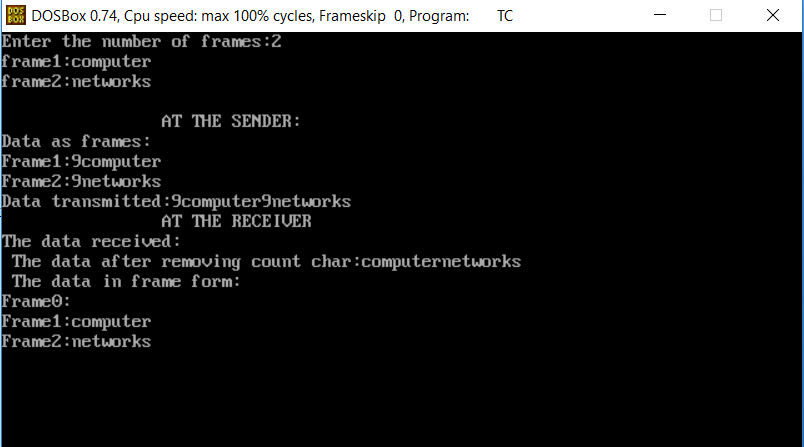 DOS
BOX
DOSBox 0.74, Cpu speed: max 100% cycles, Frameskip 0, Program: TC
Enter the number of frames:2
frame1:computer
frame2:networks
AT THE SENDER:
Data as frames:
Frame1:9computer
Frame2:9networks
Data transmitted:9computer9networks
AT THE RECEIVER
The data received:
The data after removing count char:computernetworks
The data in frame form:
Frame0:
Frame1:computer
Frame2:networks